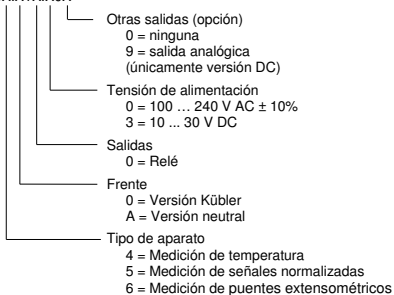 Otras salidas (opción)
0 = ninguna
9 = salida analógica
(únicamente versión DC)
Tensión de alimentación
0 = 100 … 240 V AC ± 10%
3 = 10 ... 30 V DC
Salidas
0 = Relé
Frente
0 = Versión Kübler
A = Versión neutral
Tipo de aparato
4 = Medición de temperatura
5 = Medición de señales normalizadas
6 = Medición de puentes extensométricos